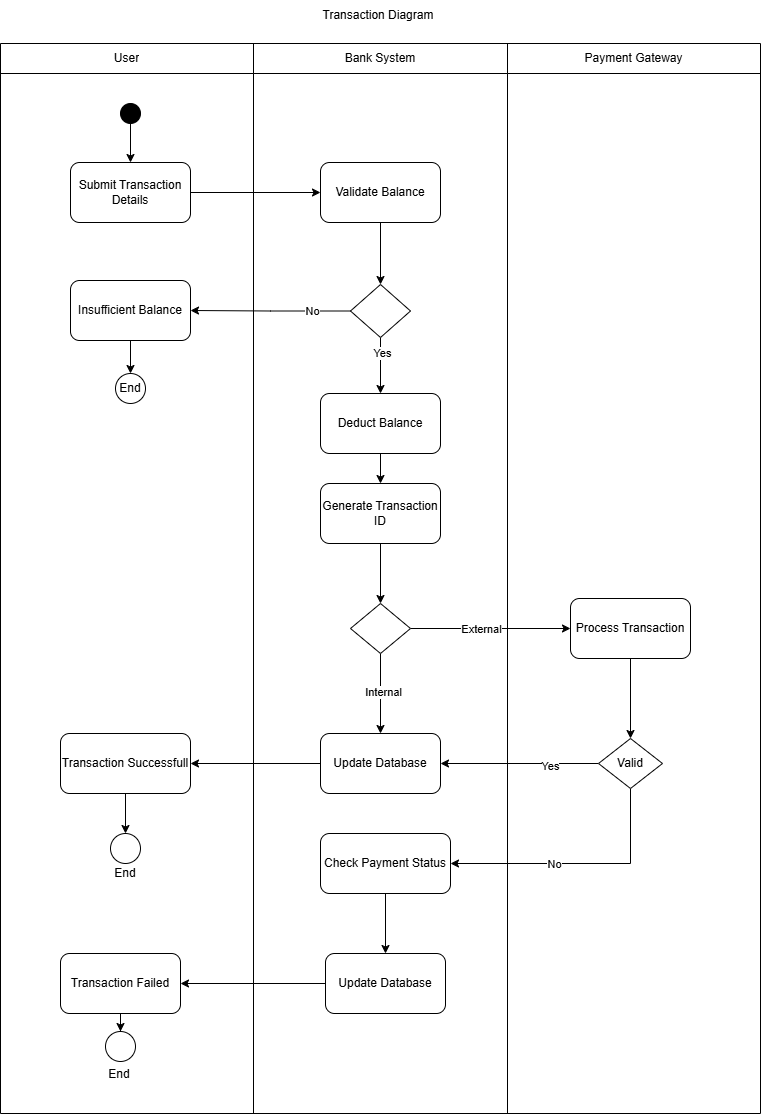 Transaction Diagram
User
Bank System
Payment Gateway
Submit Transaction
Details
Validate Balance
Insufficient Balance
No
End
Yes
Deduct Balance
Generate Transaction
ID
External
Process Transaction
Internal
Transaction Successfull
Update Database
Yes
Valid
End
Check Payment Status
No
Transaction Failed
Update Database
End